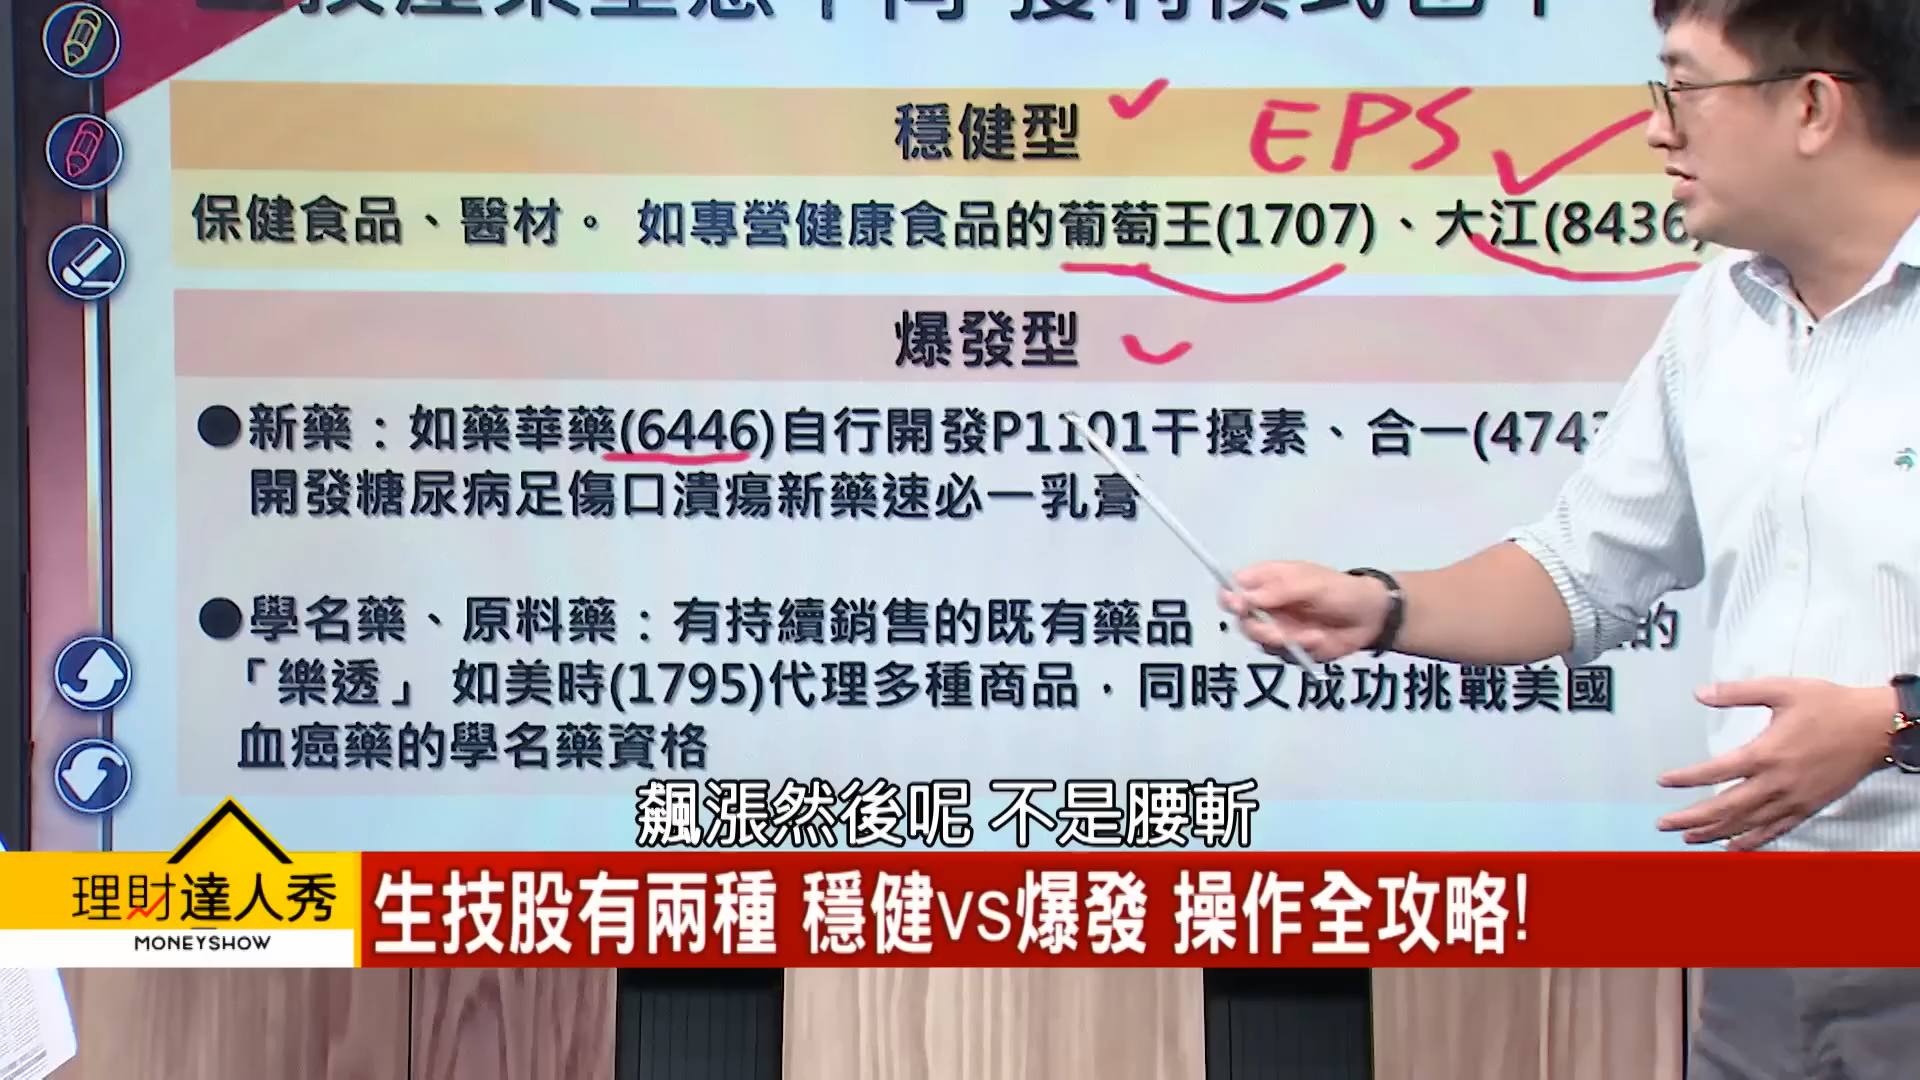 穩健型 EPS
保健食品、醫材。如專營健康食品的葡萄王(1707)、大江(8436)
爆發型
●新藥：如藥華藥(6446)自行開發P1101干擾素、合一(474
開發糖尿病足傷口潰瘍新藥速必一乳膏
●學名藥、原料藥：有持續銷售的既有藥品，的
「樂透」如美時(1795)代理多種商品，同時又成功挑戰美國
血癌藥的學名藥資格
飆漲然後呢 不是腰斬
理財達人秀
MONEYSHOW
生技股有兩種 穩健vs爆發 操作全攻略!